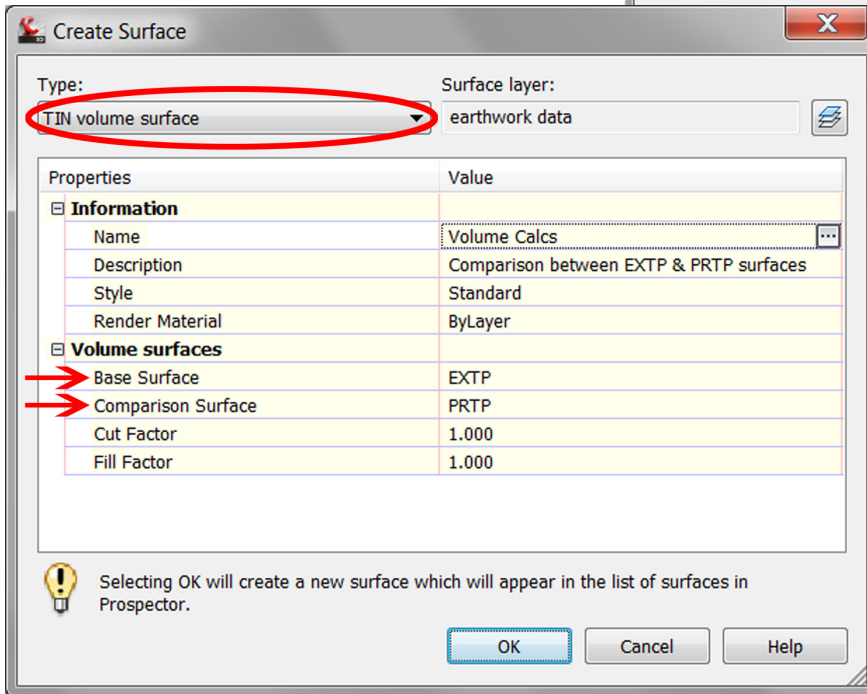 Create Surface
Type:
Surface layer:
TIN volume surface
earthwork data
Properties Value
Information
Name Volume Calcs ...
Description Comparison between EXTP & PRTP surfaces
Style Standard
Render Material ByLayer
Volume surfaces
Base Surface EXTP
Comparison Surface PRTP
Cut Factor 1.000
Fill Factor 1.000
Selecting OK will create a new surface which will appear in the list of surfaces in
Prospector.
OK Cancel Help